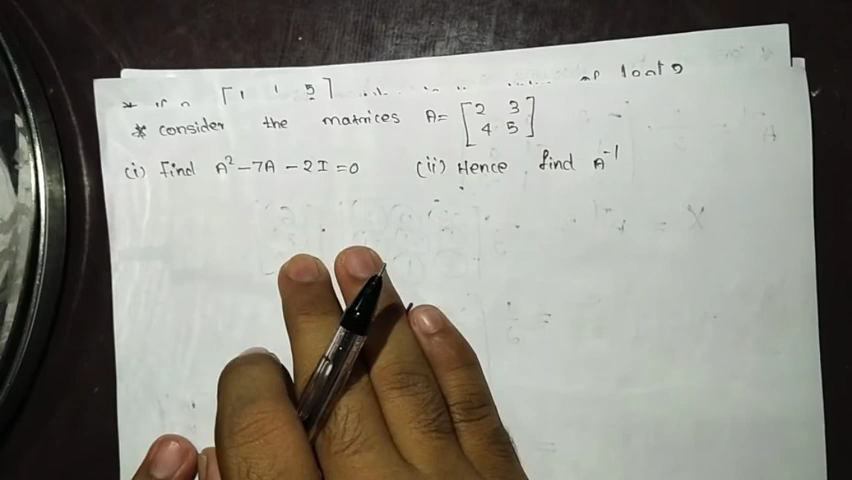 * consider the matrices A= [2 3 4 5]
(i) Find A² - 7A - 2I = 0 (ii) Hence find A⁻¹